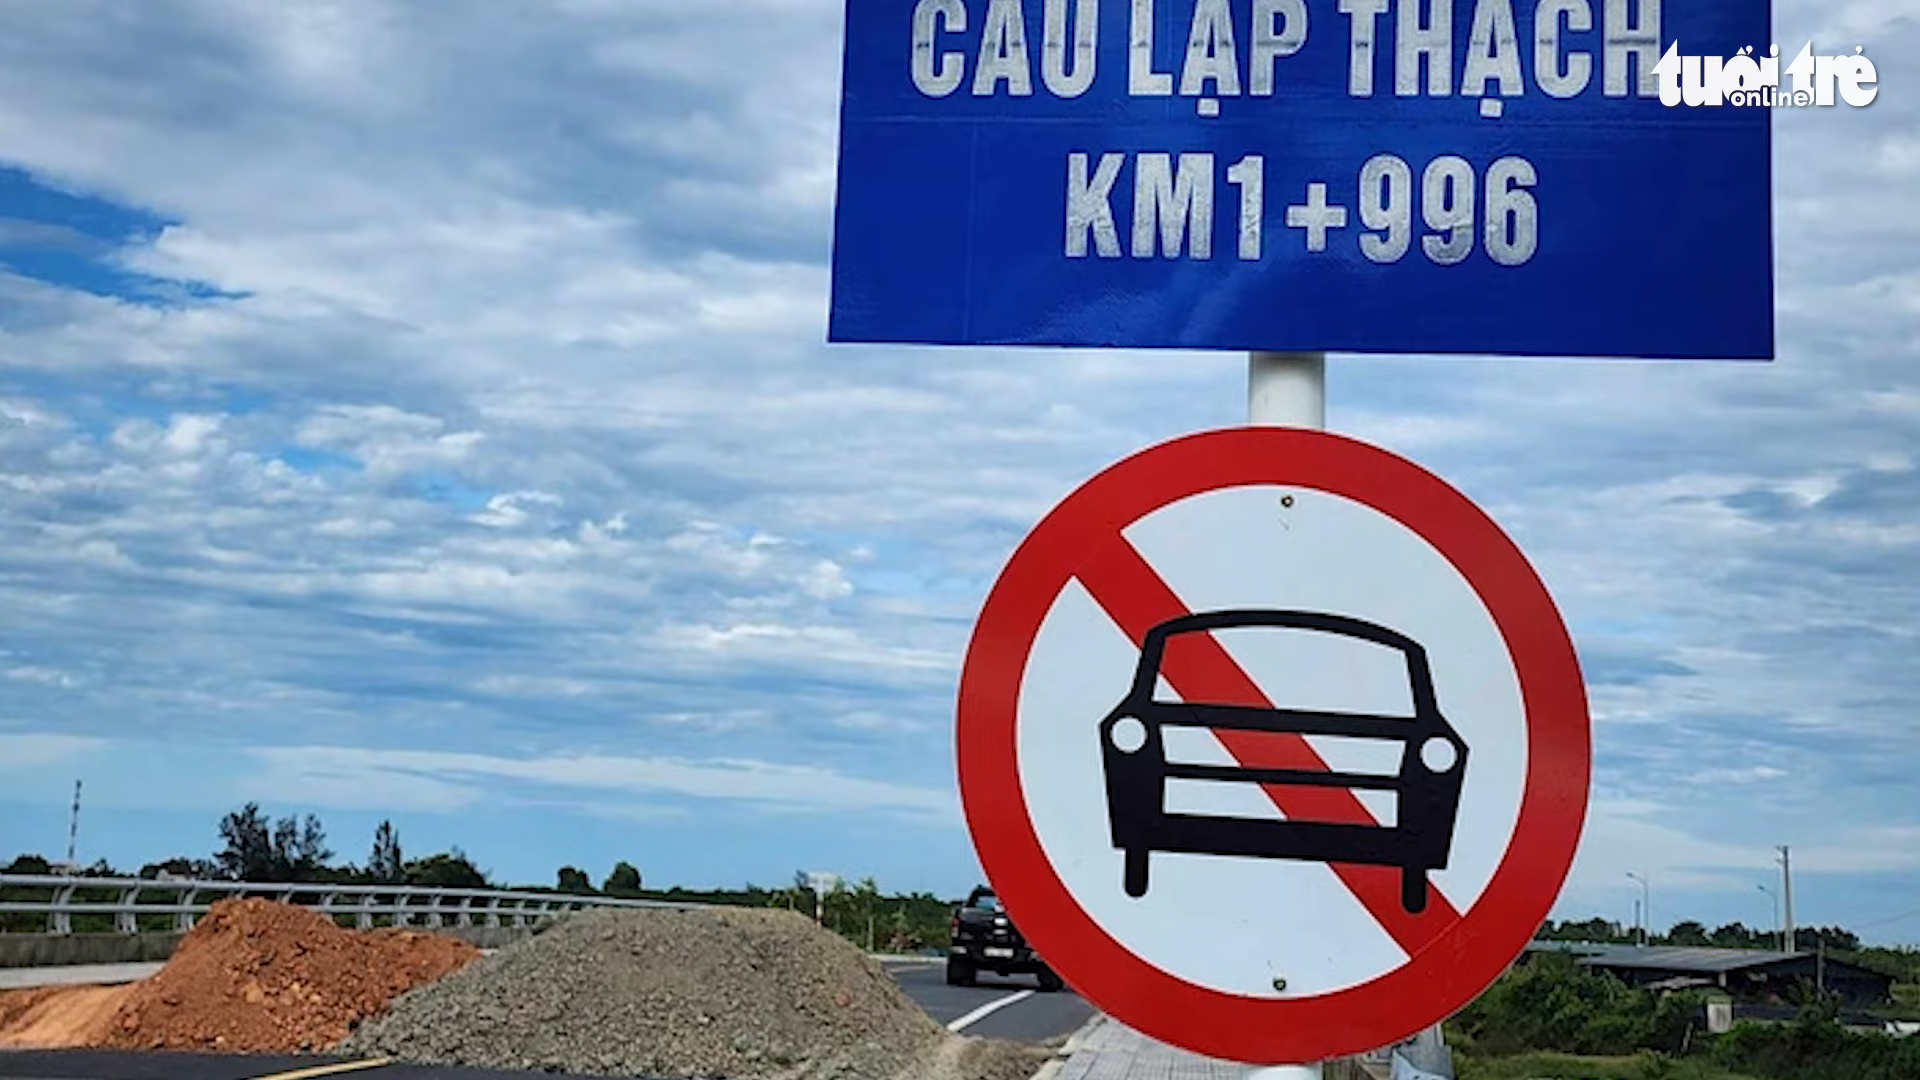 CẦU LẬP THẠCH
tuổi trẻ
online
KM1+996